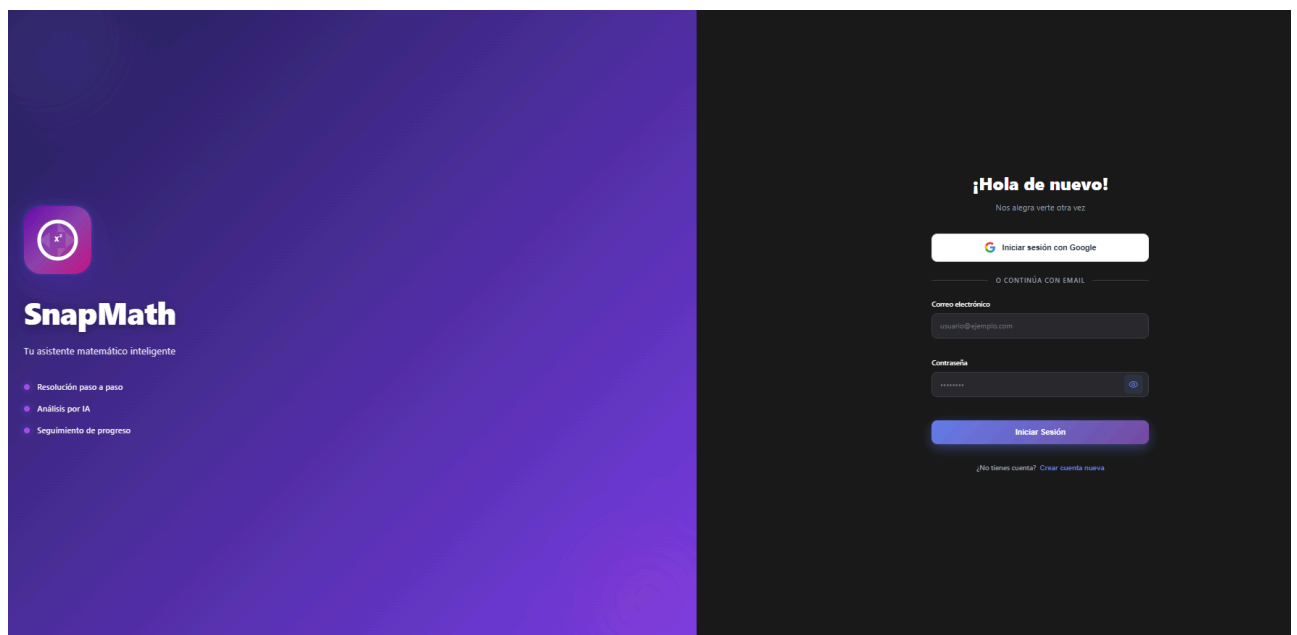 x²
SnapMath
Tu asistente matemático inteligente
Resolución paso a paso
Análisis por IA
Seguimiento de progreso
¡Hola de nuevo!
Nos alegra verte otra vez
Iniciar sesión con Google
O CONTINÚA CON EMAIL
Correo electrónico
usuario@ejemplo.com
Contraseña
••••••••
Iniciar Sesión
¿No tienes cuenta? Crear cuenta nueva